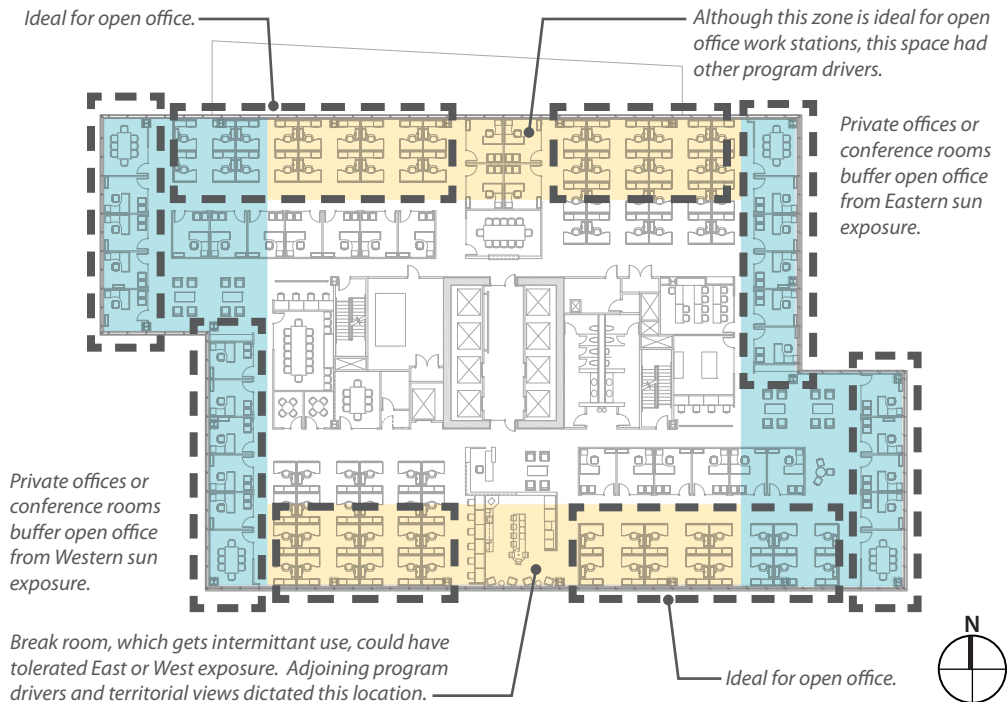 Ideal for open office.
Although this zone is ideal for open
office work stations, this space had
other program drivers.
Private offices or
conference rooms
buffer open office
from Eastern sun
exposure.
Private offices or
conference rooms
buffer open office
from Western sun
exposure.
Break room, which gets intermittant use, could have
tolerated East or West exposure.  Adjoining program
drivers and territorial views dictated this location.
Ideal for open office.
N